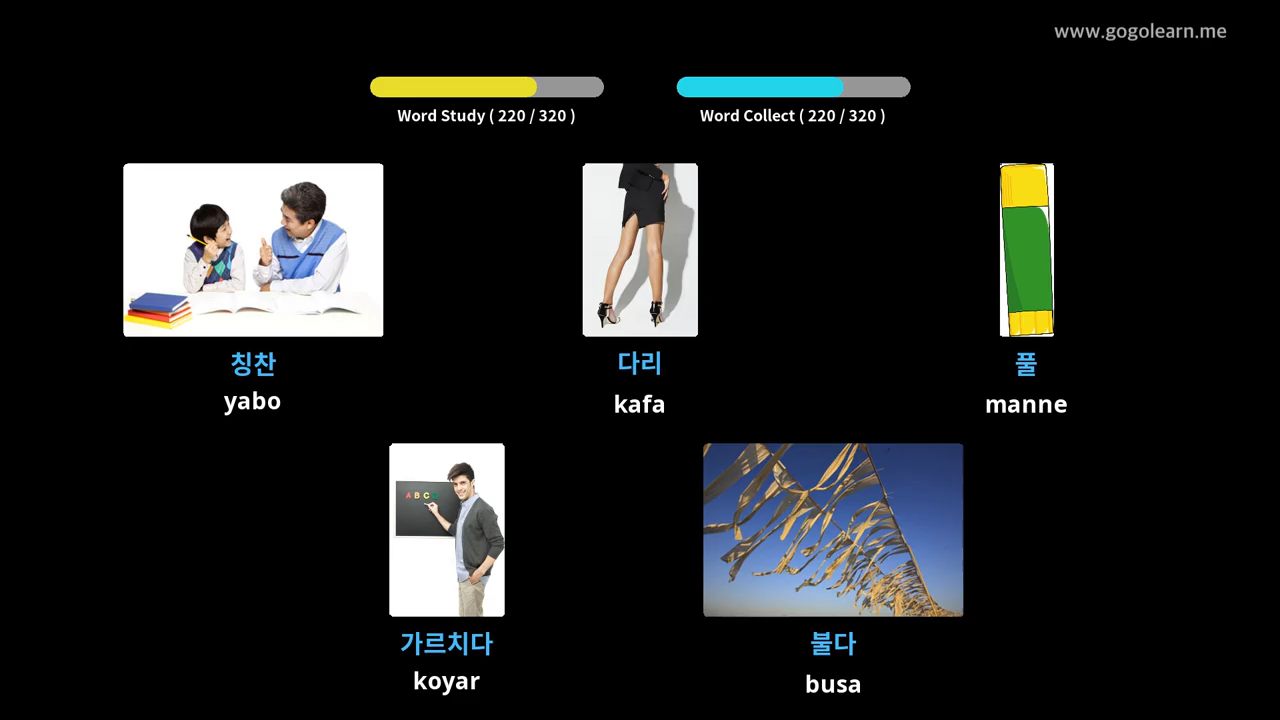 www.gogolearn.me
Word Study ( 220 / 320 )
Word Collect ( 220 / 320 )
칭찬
yabo
다리
kafa
풀
manne
A B C D
가르치다
koyar
불다
busa